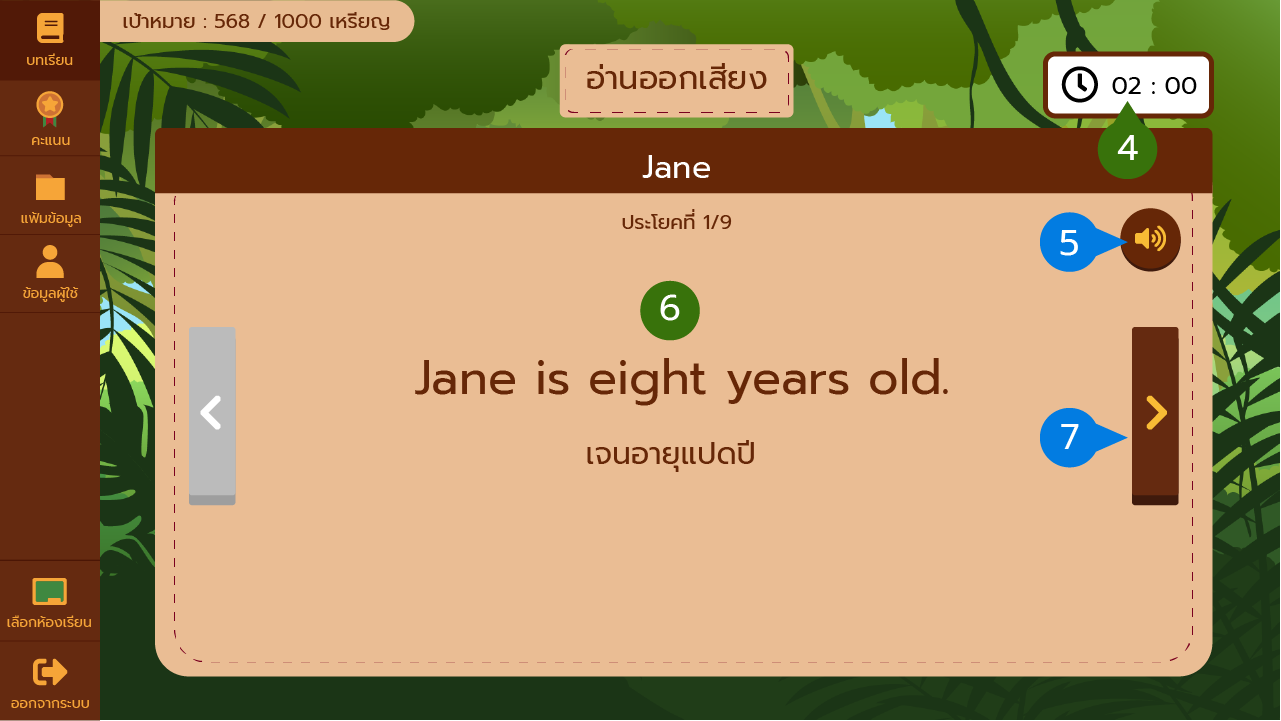 เป้าหมาย : 568 / 1000 เหรียญ
บทเรียน
คะแนน
แฟ้มข้อมูล
ข้อมูลผู้ใช้
เลือกห้องเรียน
ออกจากระบบ
อ่านออกเสียง
02 : 00
4
Jane
ประโยคที่ 1/9
5
6
Jane is eight years old.
เจนอายุแปดปี
7